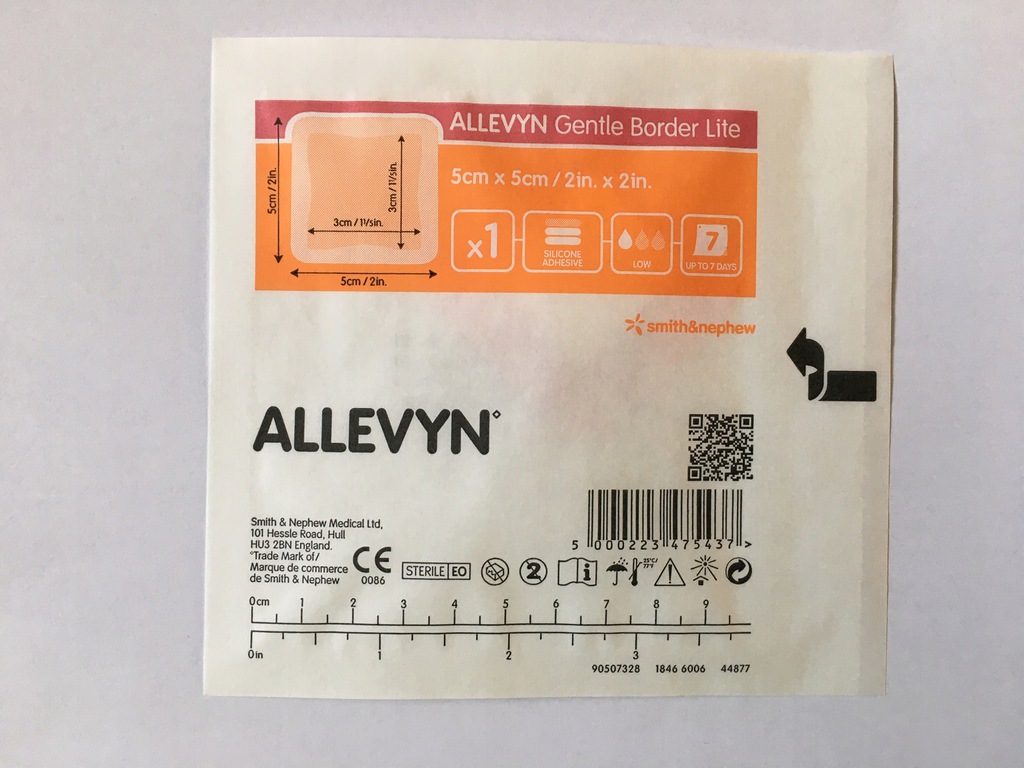 ALLEVYN Gentle Border Lite
5cm x 5cm / 2in. x 2in.
5cm / 2in.
3cm / 1¹/₅in.
3cm / 1¹/₅in.
5cm / 2in.
x1
SILICONE
ADHESIVE
LOW
7
UP TO 7 DAYS
smith&nephew
ALLEVYN◊
5 000223 475437 >
Smith & Nephew Medical Ltd,
101 Hessle Road, Hull
HU3 2BN England.
◊Trade Mark of/
Marque de commerce
de Smith & Nephew
CE
0086
STERILE EO
2
i
25°C/
77°F
0cm 1 2 3 4 5 6 7 8 9
0in 1 2 3
90507328 1846 6006 44877